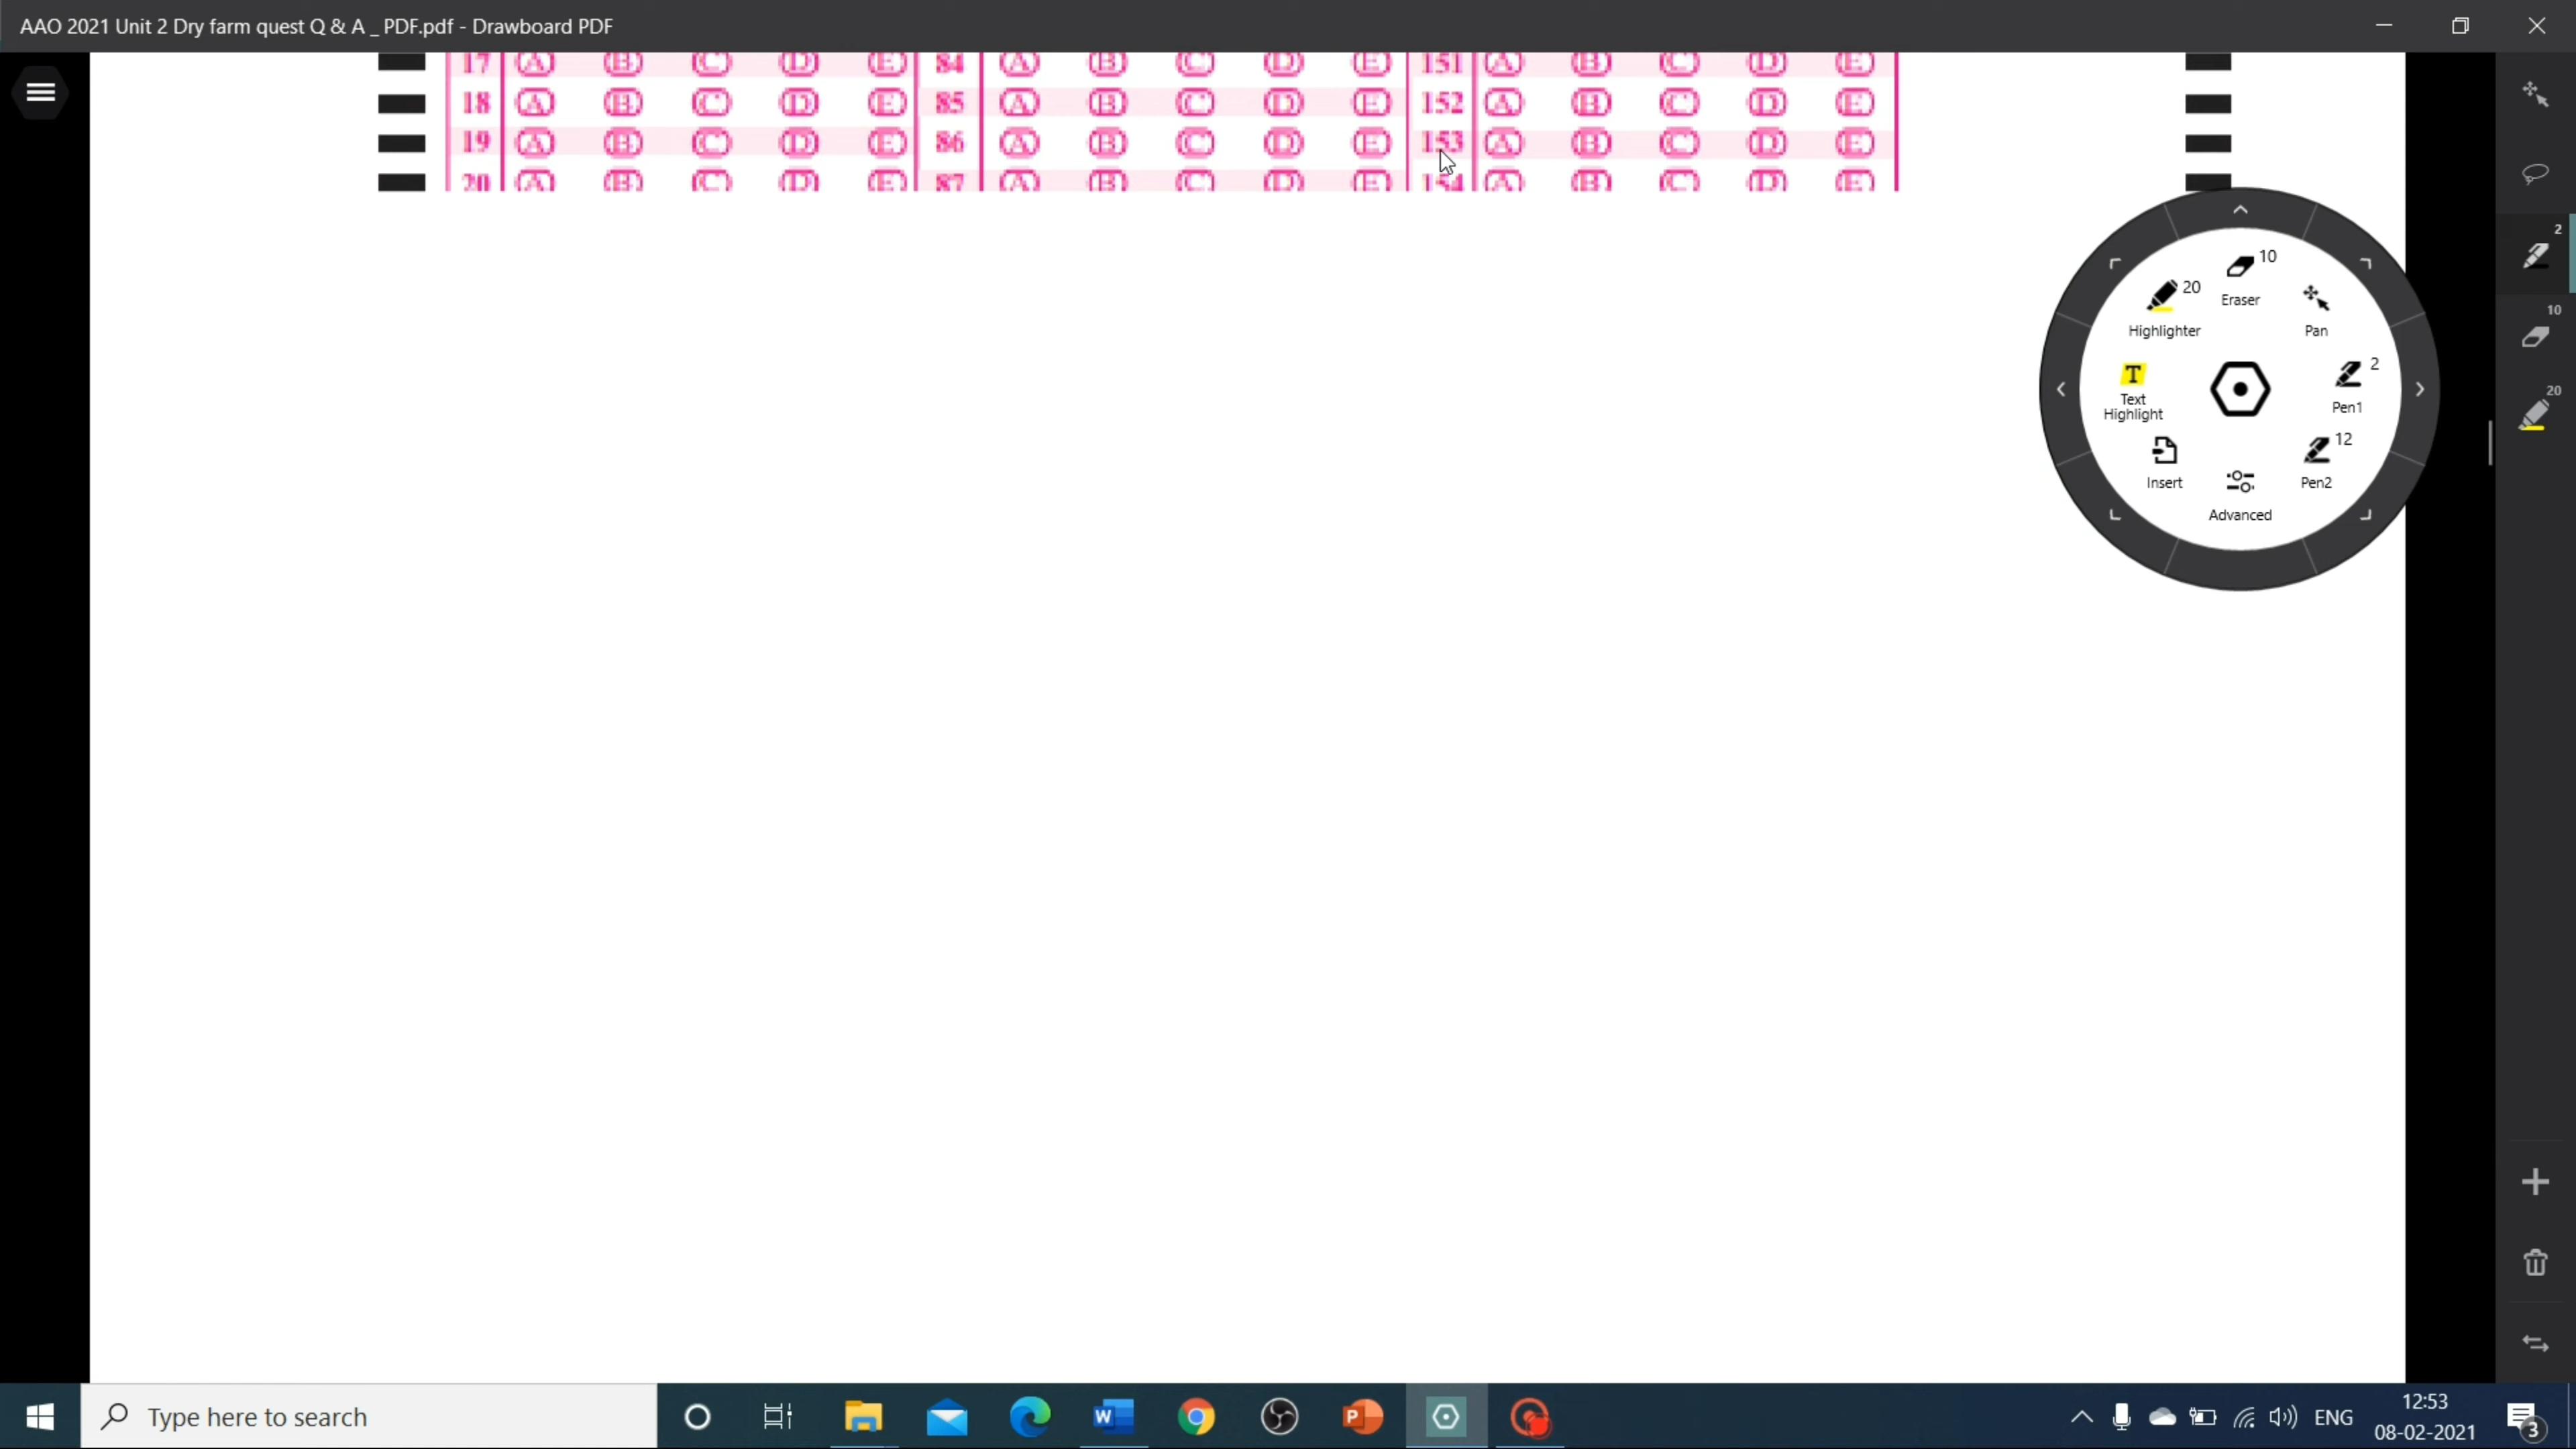 AAO 2021 Unit 2 Dry farm quest Q & A _ PDF.pdf - Drawboard PDF
17 A B C D E 84 A B C D E 151 A B C D E
18 A B C D E 85 A B C D E 152 A B C D E
19 A B C D E 86 A B C D E 153 A B C D E
20 A B C D E 87 A B C D E 154 A B C D E
10
Eraser
20
Highlighter
Pan
T
Text
Highlight
2
Pen1
Insert
12
Pen2
Advanced
2
10
20
Type here to search
W
P
ENG
12:53
08-02-2021
3